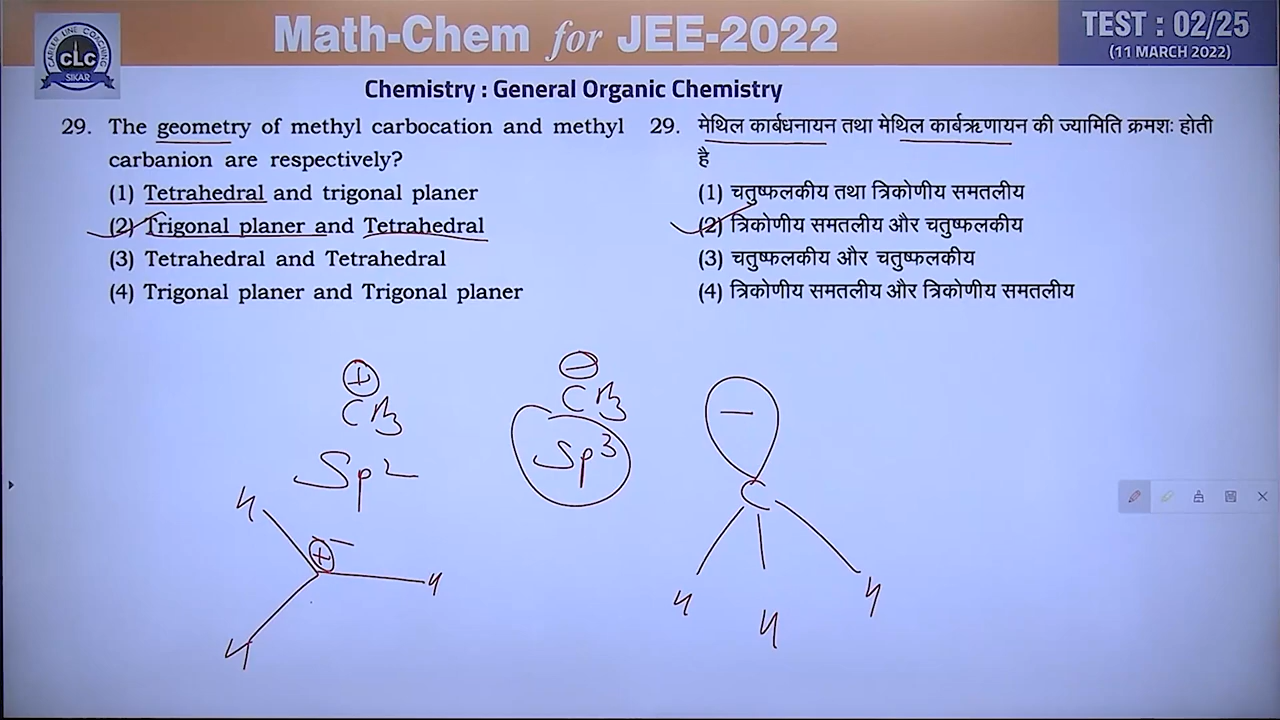 CAREER LINE COACHING
CLC
SIKAR
Math-Chem for JEE-2022
TEST : 02/25
(11 MARCH 2022)
Chemistry : General Organic Chemistry
29. The geometry of methyl carbocation and methyl
carbanion are respectively?
(1) Tetrahedral and trigonal planer
(2) Trigonal planer and Tetrahedral
(3) Tetrahedral and Tetrahedral
(4) Trigonal planer and Trigonal planer
29. मेथिल कार्बधनायन तथा मेथिल कार्बऋणायन की ज्यामिति क्रमशः होती
है
(1) चतुष्फलकीय तथा त्रिकोणीय समतलीय
(2) त्रिकोणीय समतलीय और चतुष्फलकीय
(3) चतुष्फलकीय और चतुष्फलकीय
(4) त्रिकोणीय समतलीय और त्रिकोणीय समतलीय
+
CH3
Sp2
H
+
H
H
−
CH3
Sp3
−
C
H
H
H